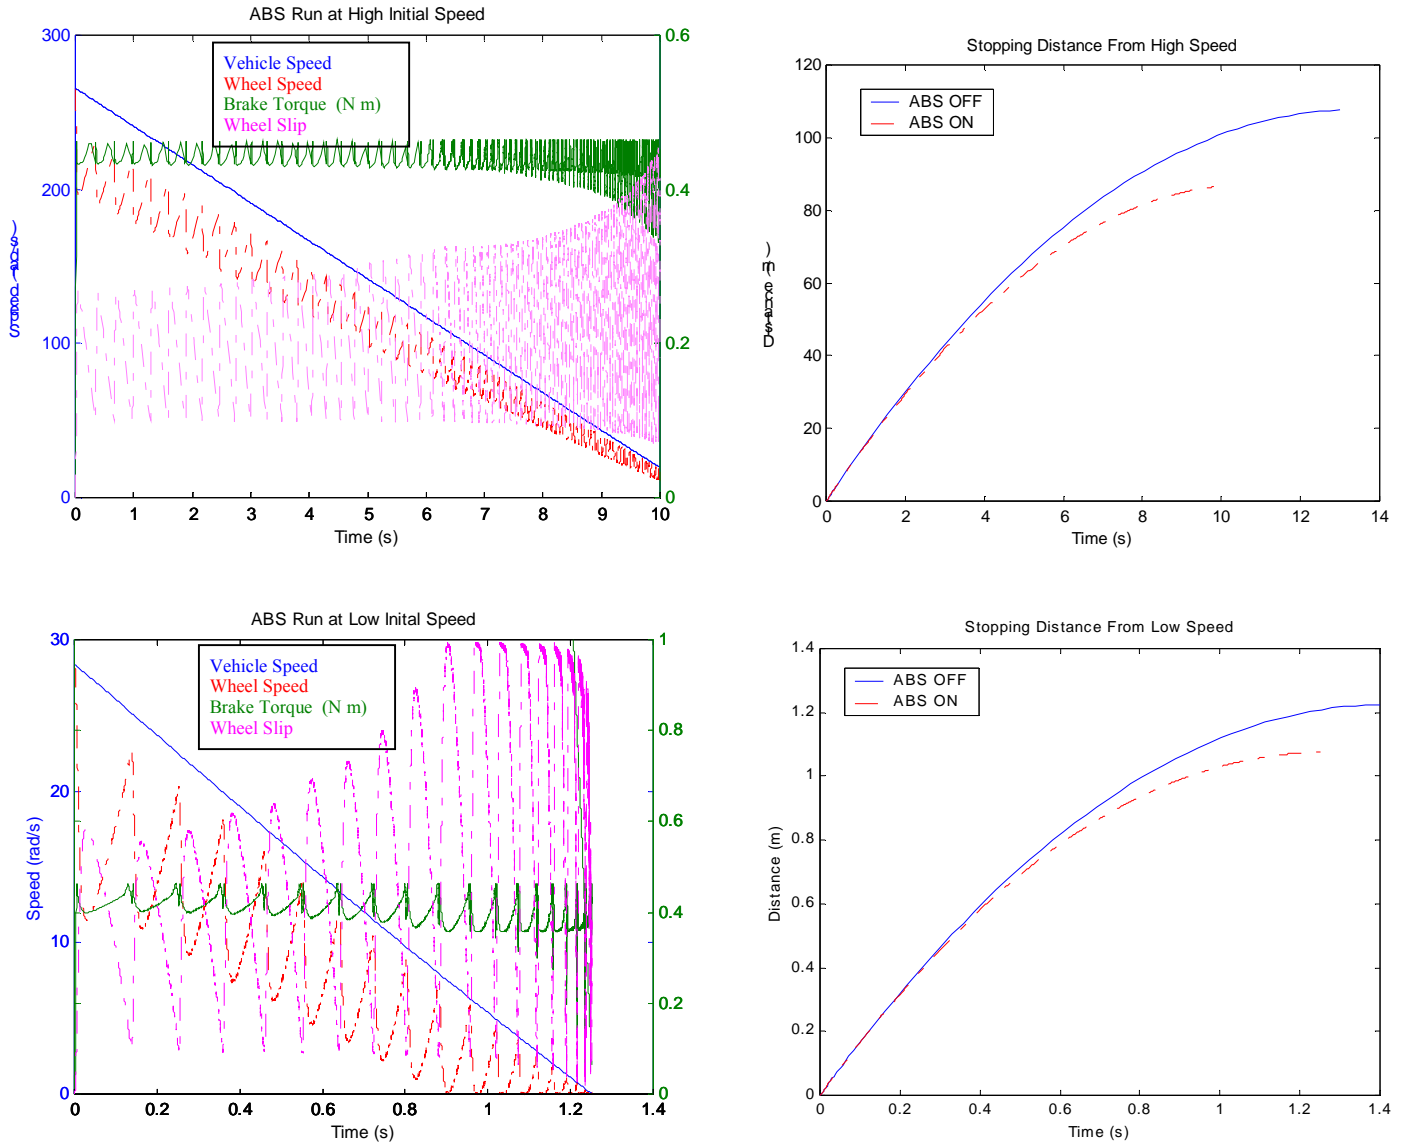 ABS Run at High Initial Speed
300
200
100
0
0.6
0.4
0.2
0
Vehicle Speed
Wheel Speed
Brake Torque (N m)
Wheel Slip
0 1 2 3 4 5 6 7 8 9 10
Time (s)
Stopping Distance From High Speed
120
100
80
60
40
20
0
ABS OFF
ABS ON
0 2 4 6 8 10 12 14
Time (s)
ABS Run at Low Inital Speed
Speed (rad/s)
30
20
10
0
1
0.8
0.6
0.4
0.2
0
Vehicle Speed
Wheel Speed
Brake Torque (N m)
Wheel Slip
0 0.2 0.4 0.6 0.8 1 1.2 1.4
Time (s)
Stopping Distance From Low Speed
Distance (m)
1.4
1.2
1
0.8
0.6
0.4
0.2
0
ABS OFF
ABS ON
0 0.2 0.4 0.6 0.8 1 1.2 1.4
Time (s)